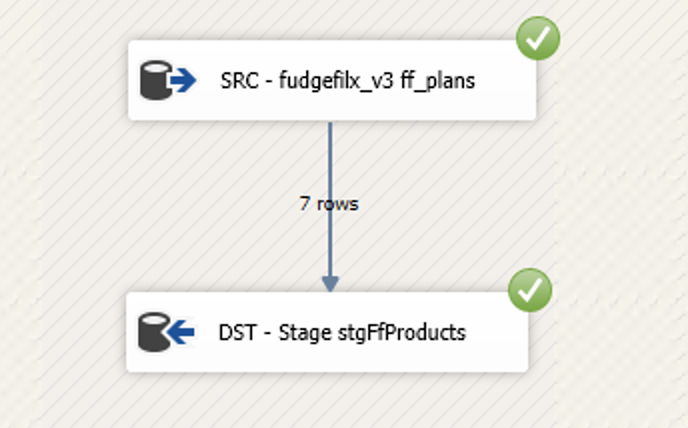 SRC - fudgefilx_v3 ff_plans
7 rows
DST - Stage stgFfProducts